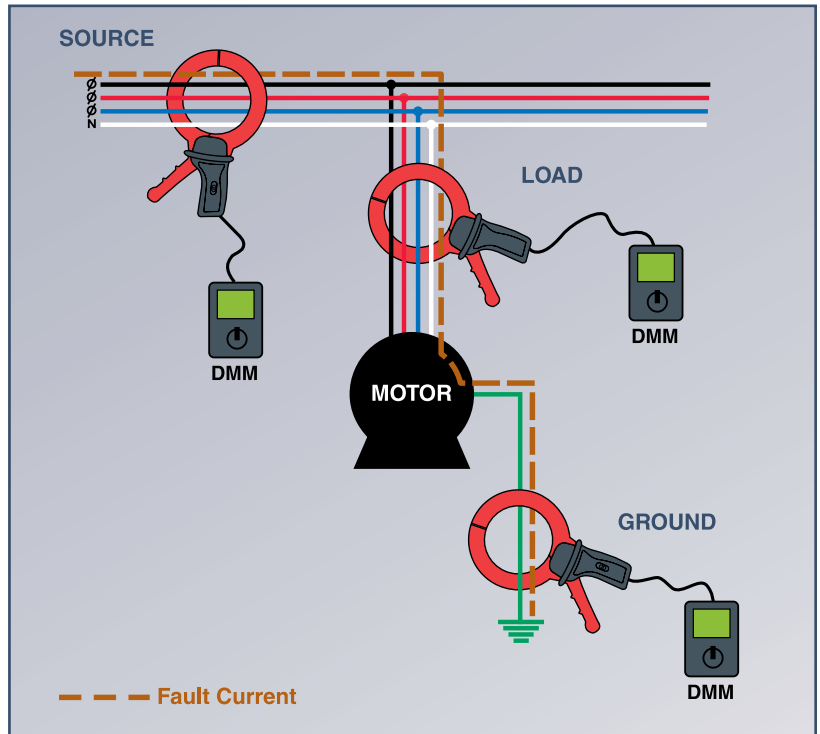 SOURCE
Ø
Ø
Ø
N
LOAD
DMM
DMM
MOTOR
GROUND
DMM
Fault Current